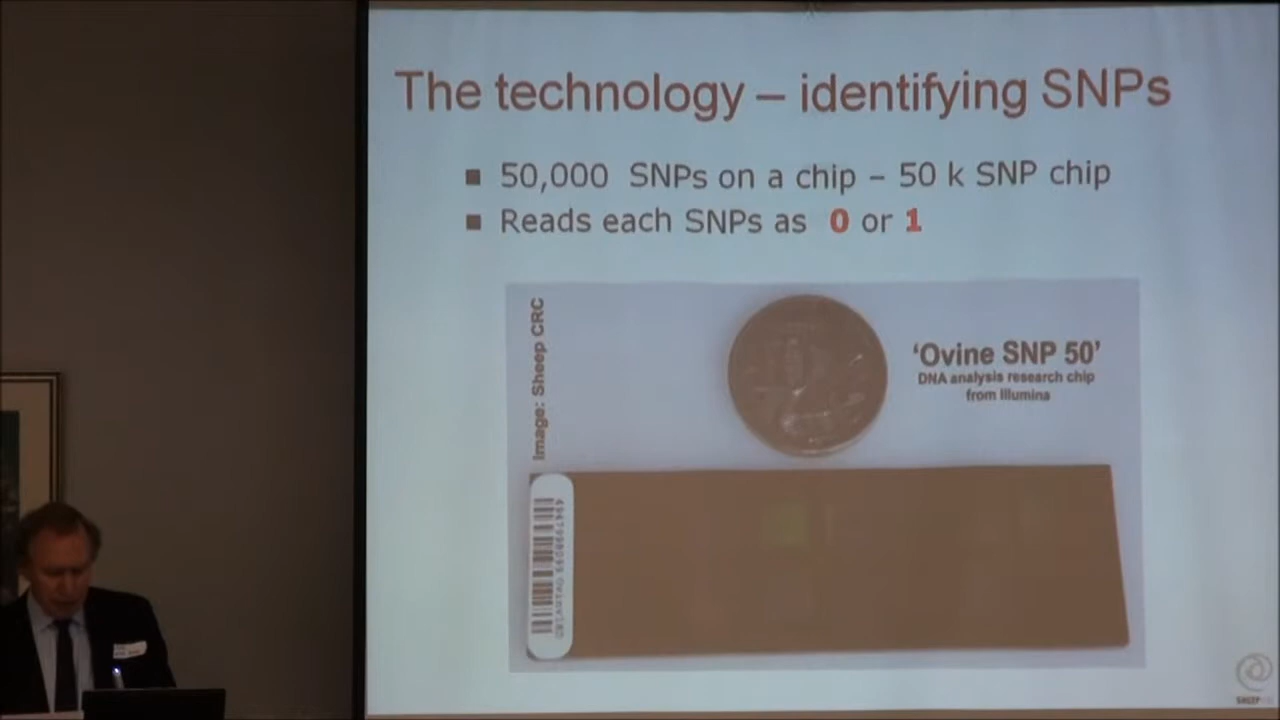 The technology – identifying SNPs
50,000 SNPs on a chip – 50 k SNP chip
Reads each SNPs as 0 or 1
Image: Sheep CRC
'Ovine SNP 50'
DNA analysis research chip
from Illumina
SHEEP